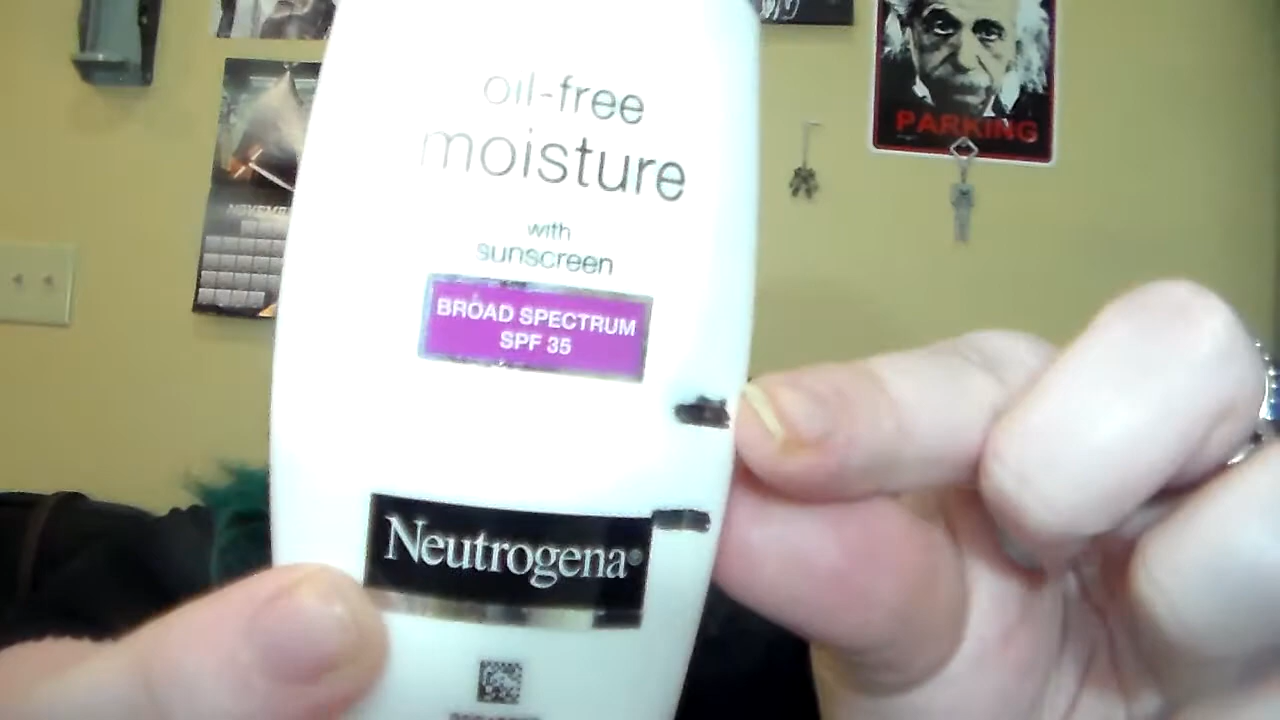 oil-free
moisture
with
sunscreen
BROAD SPECTRUM
SPF 35
Neutrogena®
PARKING